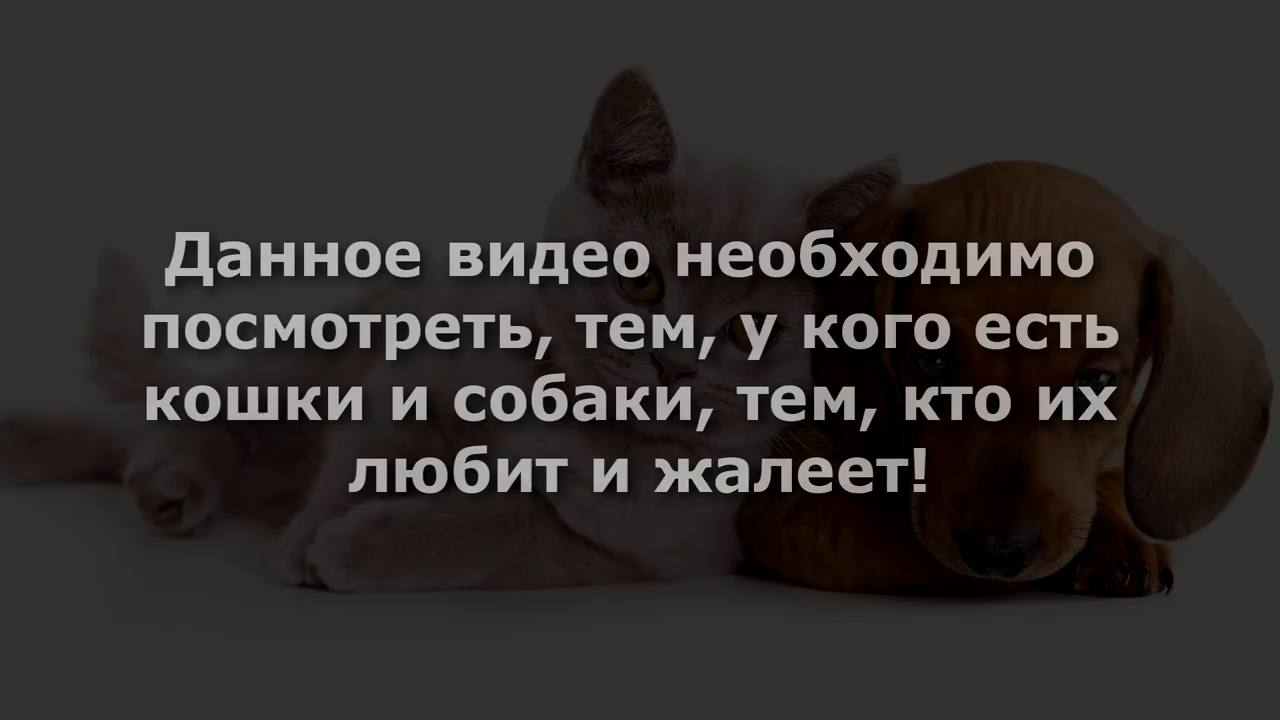 Данное видео необходимо
посмотреть, тем, у кого есть
кошки и собаки, тем, кто их
любит и жалеет!